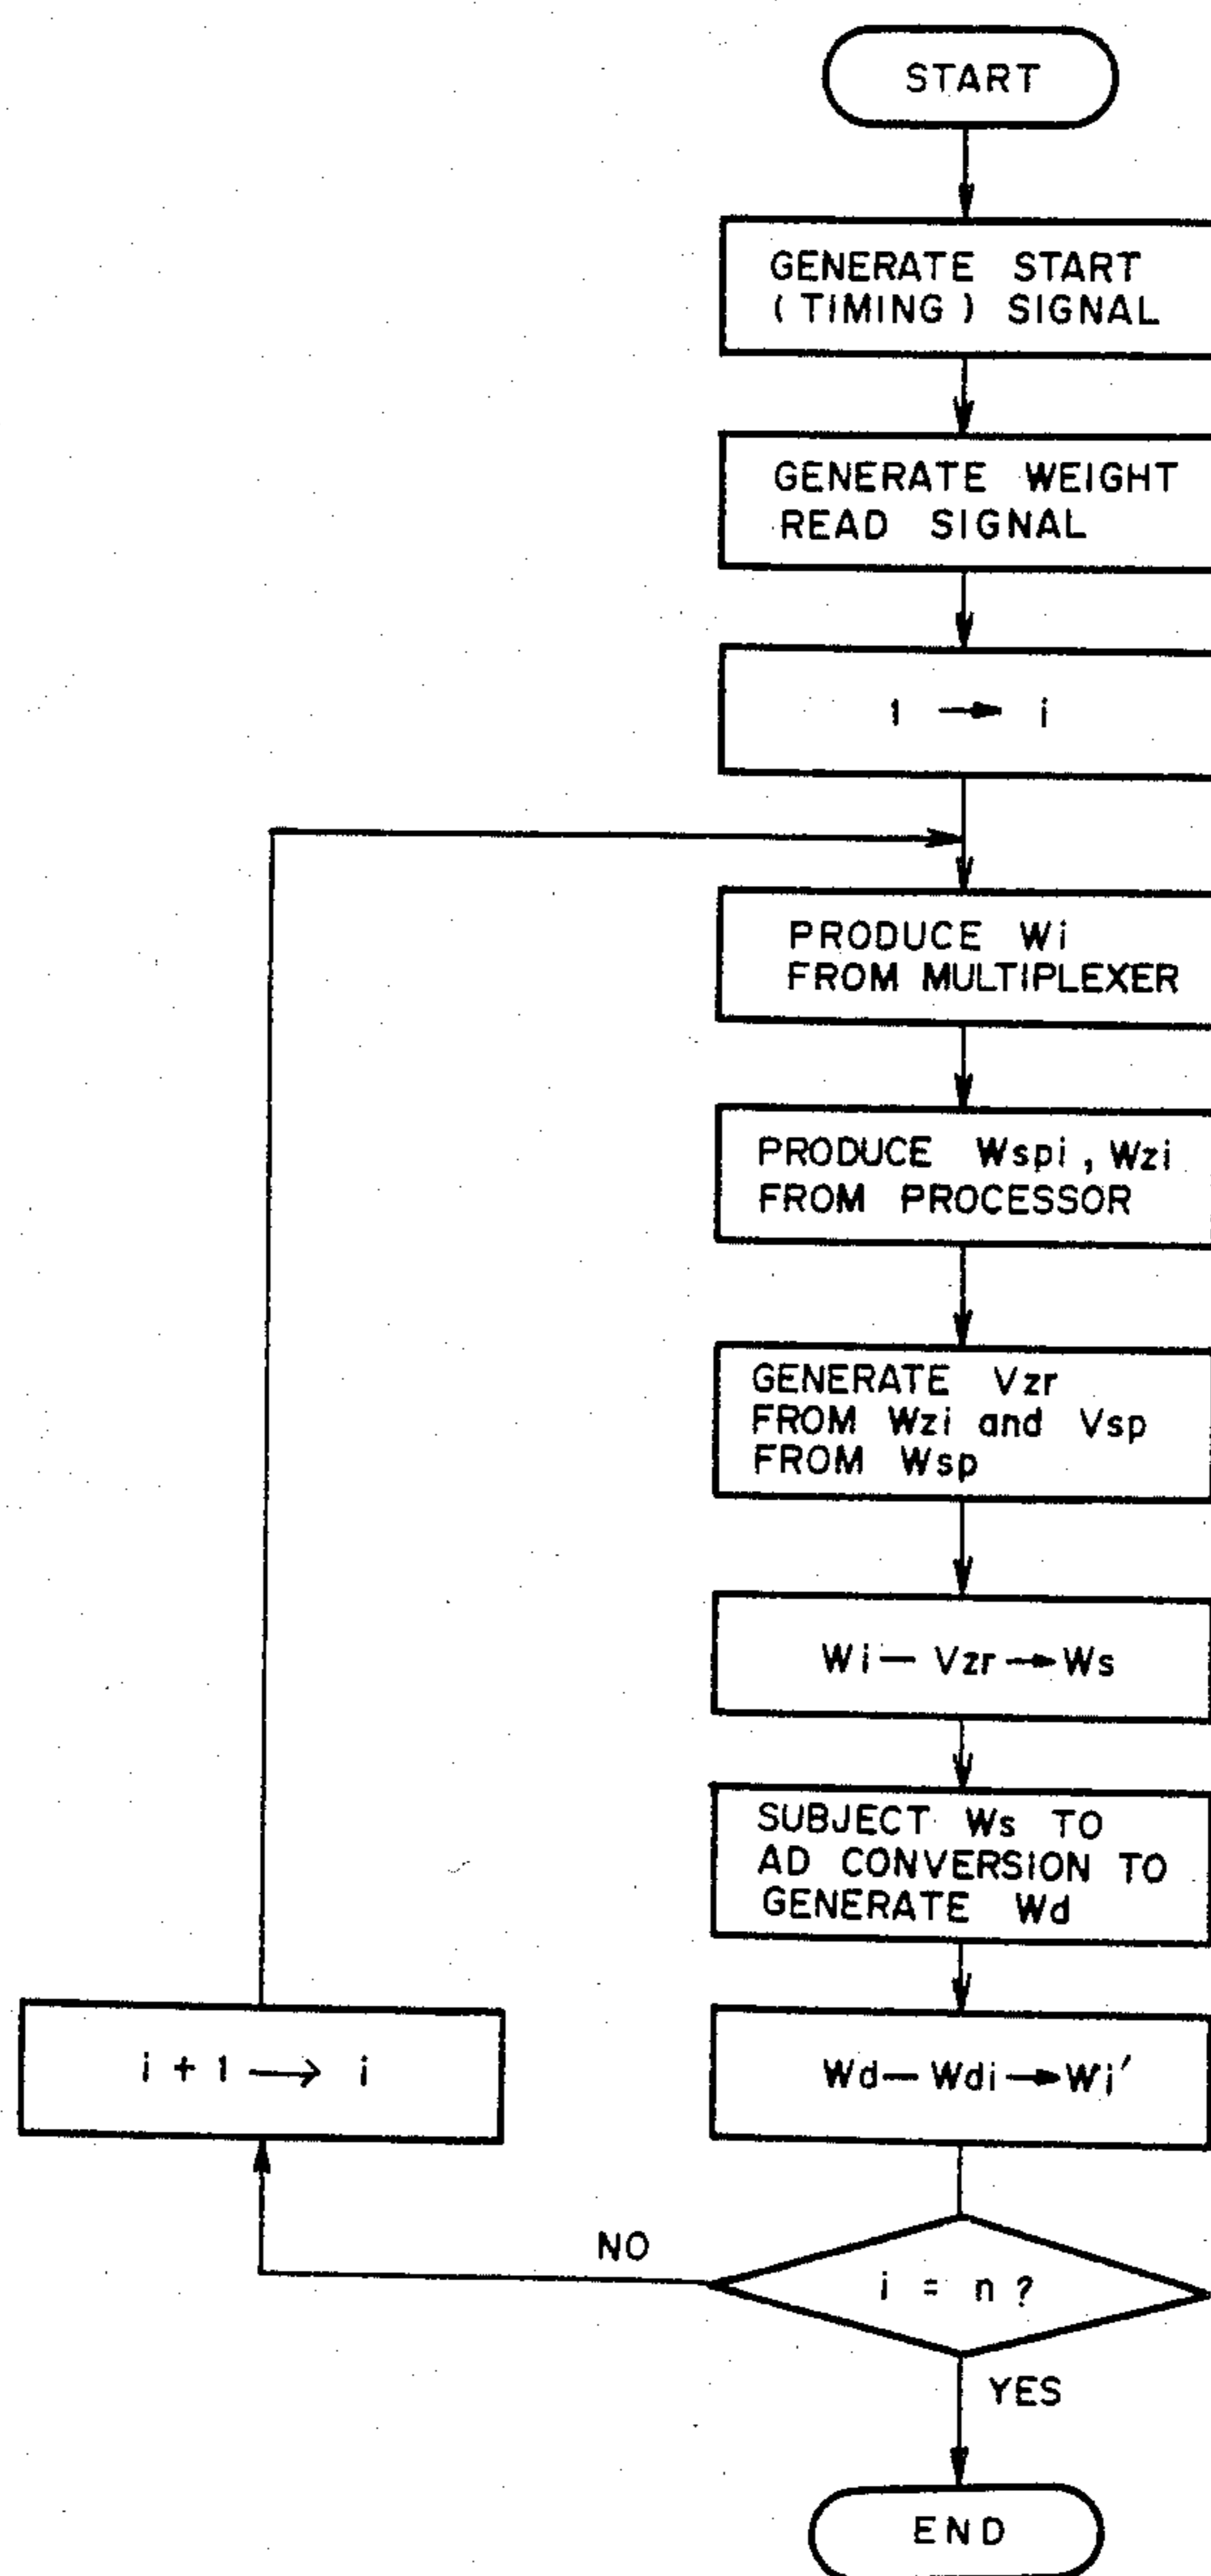 START
GENERATE START
(TIMING) SIGNAL
GENERATE WEIGHT
READ SIGNAL
1 → i
PRODUCE Wi
FROM MULTIPLEXER
PRODUCE Wspi, Wzi
FROM PROCESSOR
GENERATE Vzr
FROM Wzi and Vsp
FROM Wsp
Wi — Vzr → Ws
SUBJECT Ws TO
AD CONVERSION TO
GENERATE Wd
Wd — Wdi → Wi′
i + 1 → i
NO
i = n ?
YES
END